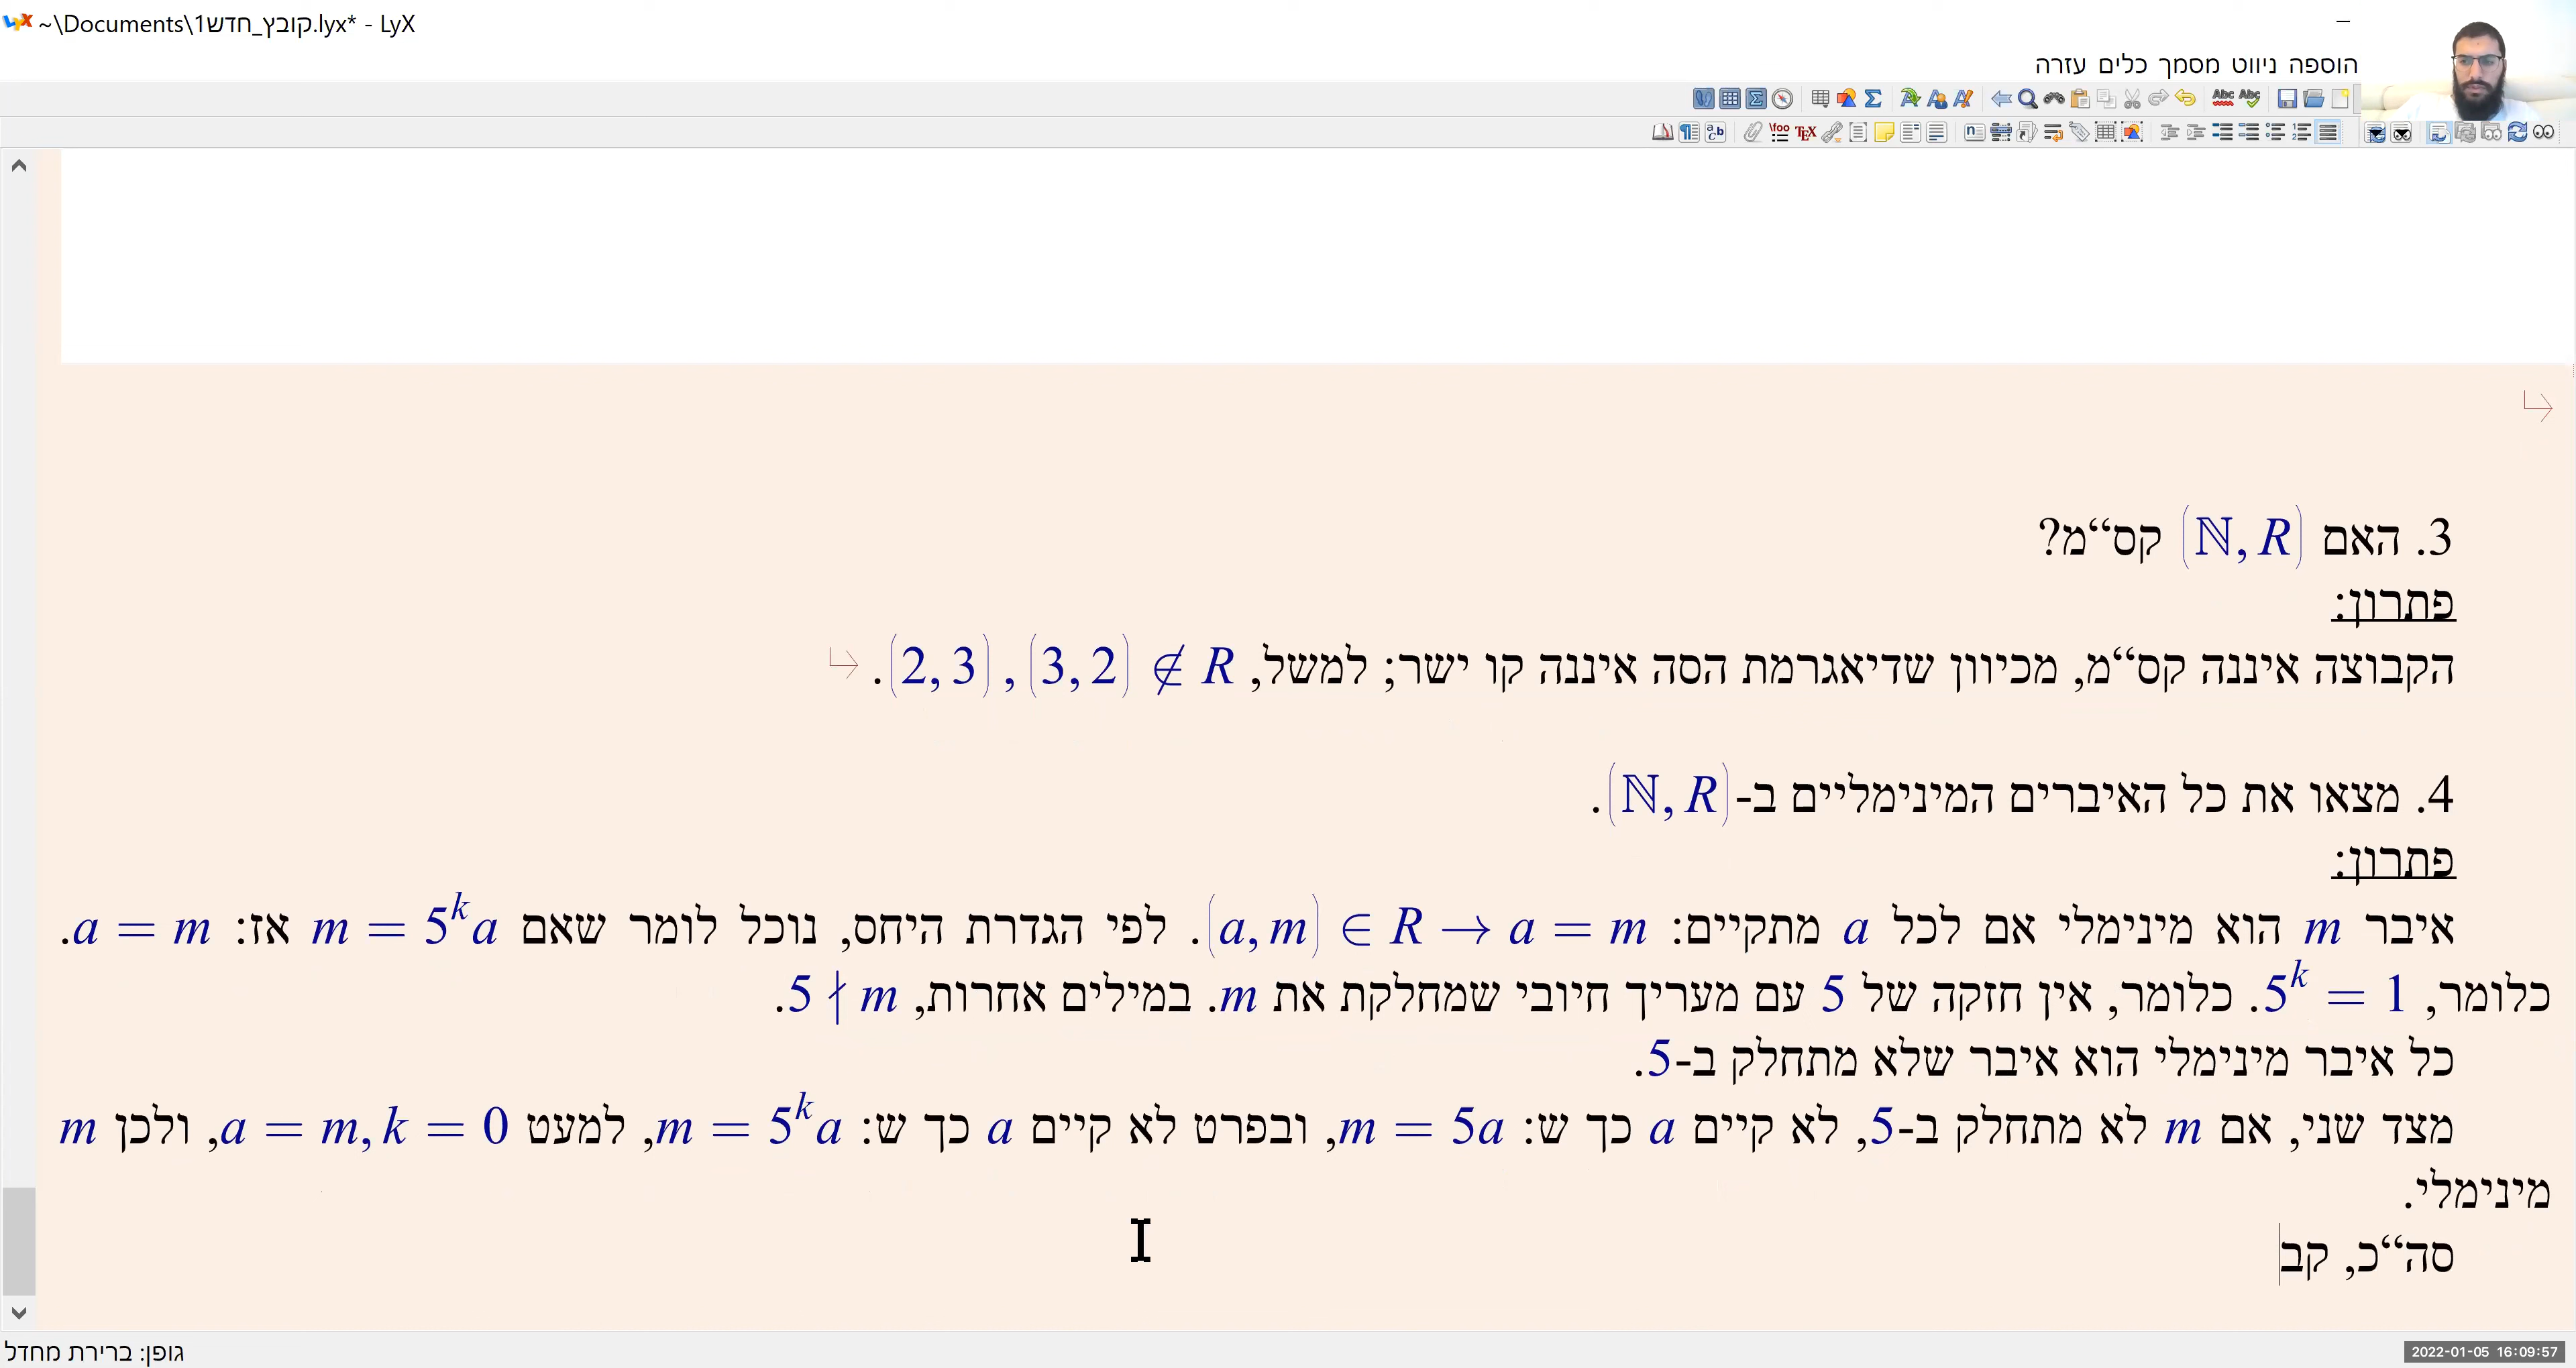 ~\Documents\קובץ_חדש1.lyx* - LyX
הוספה ניווט מסמך כלים עזרה
3. האם (ℕ, R) קס“מ?
פתרון:
הקבוצה איננה קס“מ, מכיוון שדיאגרמת הסה איננה קו ישר; למשל, (2, 3), (3, 2) ∉ R.
4. מצאו את כל האיברים המינימליים ב-(ℕ, R).
פתרון:
איבר m הוא מינימלי אם לכל a מתקיים: (a, m) ∈ R → a = m. לפי הגדרת היחס, נוכל לומר שאם m = 5^k a אז: a = m.
כלומר, 5^k = 1. כלומר, אין חזקה של 5 עם מעריך חיובי שמחלקת את m. במילים אחרות, 5 ∤ m.
כל איבר מינימלי הוא איבר שלא מתחלק ב-5.
מצד שני, אם m לא מתחלק ב-5, לא קיים a כך ש: m = 5a, ובפרט לא קיים a כך ש: m = 5^k a, למעט a = m, k = 0, ולכן m
מינימלי.
סה“כ, קב
גופן: ברירת מחדל
2022-01-05 16:09:57